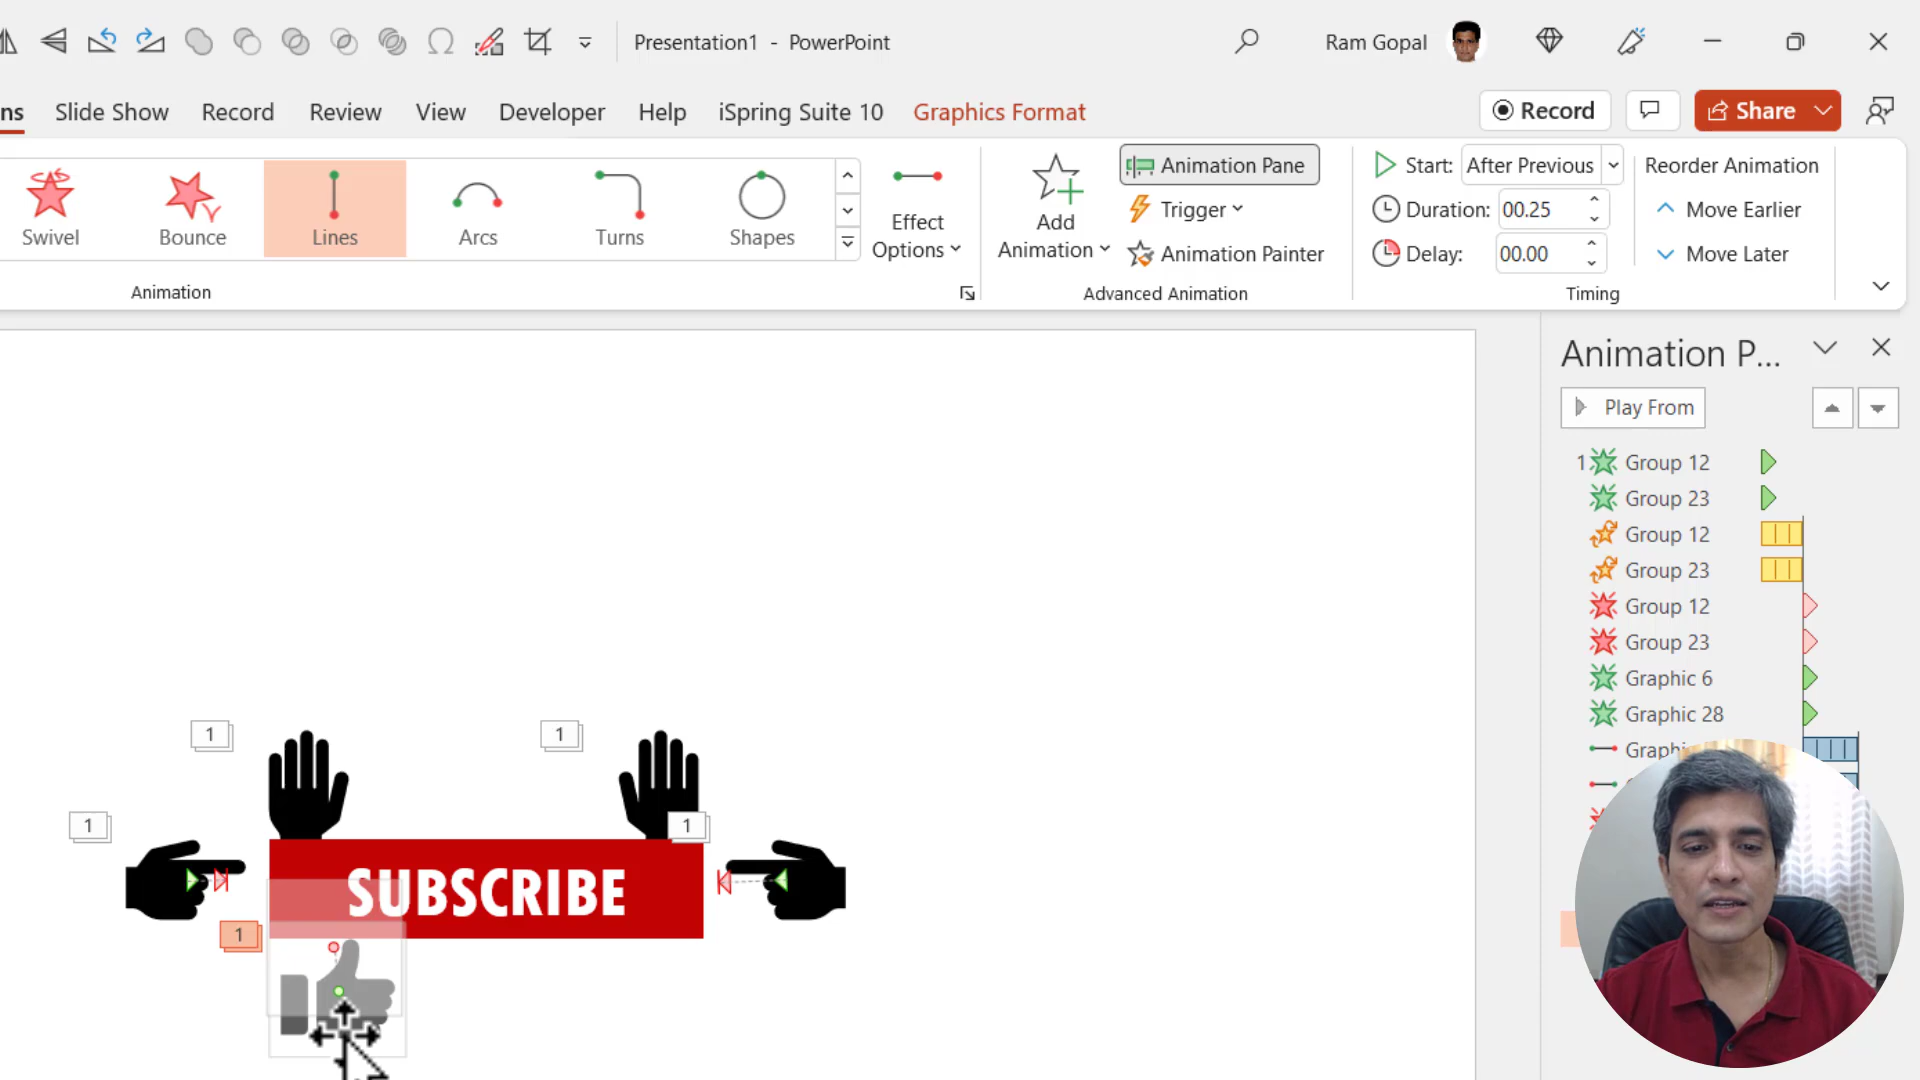 Presentation1 - PowerPoint
Ram Gopal
ns
Slide Show
Record
Review
View
Developer
Help
iSpring Suite 10
Graphics Format
Record
Share
Swivel
Bounce
Lines
Arcs
Turns
Shapes
Effect
Options
Animation
Add
Animation
Animation Pane
Trigger
Animation Painter
Advanced Animation
Start: After Previous
Duration: 00.25
Delay: 00.00
Timing
Reorder Animation
Move Earlier
Move Later
Animation P...
Play From
1 Group 12
Group 23
Group 12
Group 23
Group 12
Group 23
Graphic 6
Graphic 28
Graphi
1
1
1
1
SUBSCRIBE
1